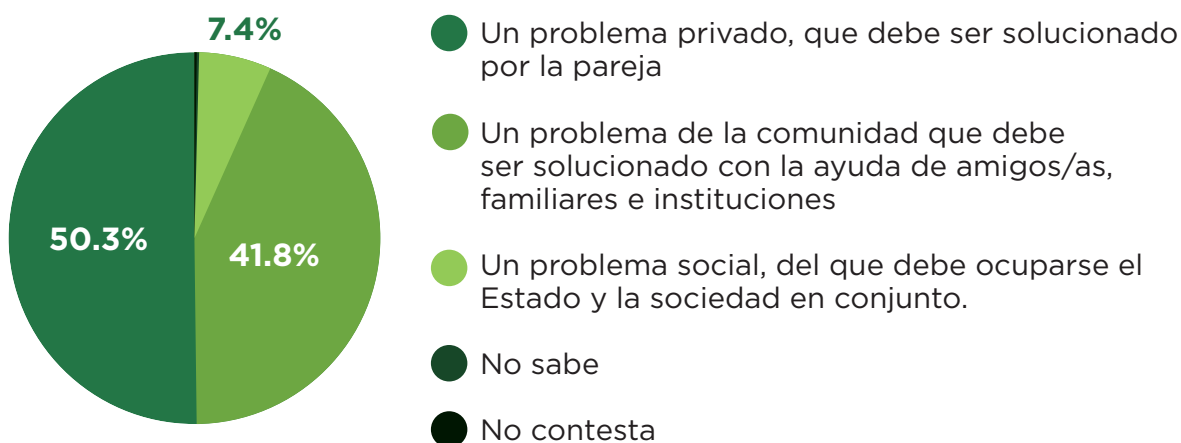 7.4%
50.3%
41.8%
Un problema privado, que debe ser solucionado
por la pareja
Un problema de la comunidad que debe
ser solucionado con la ayuda de amigos/as,
familiares e instituciones
Un problema social, del que debe ocuparse el
Estado y la sociedad en conjunto.
No sabe
No contesta